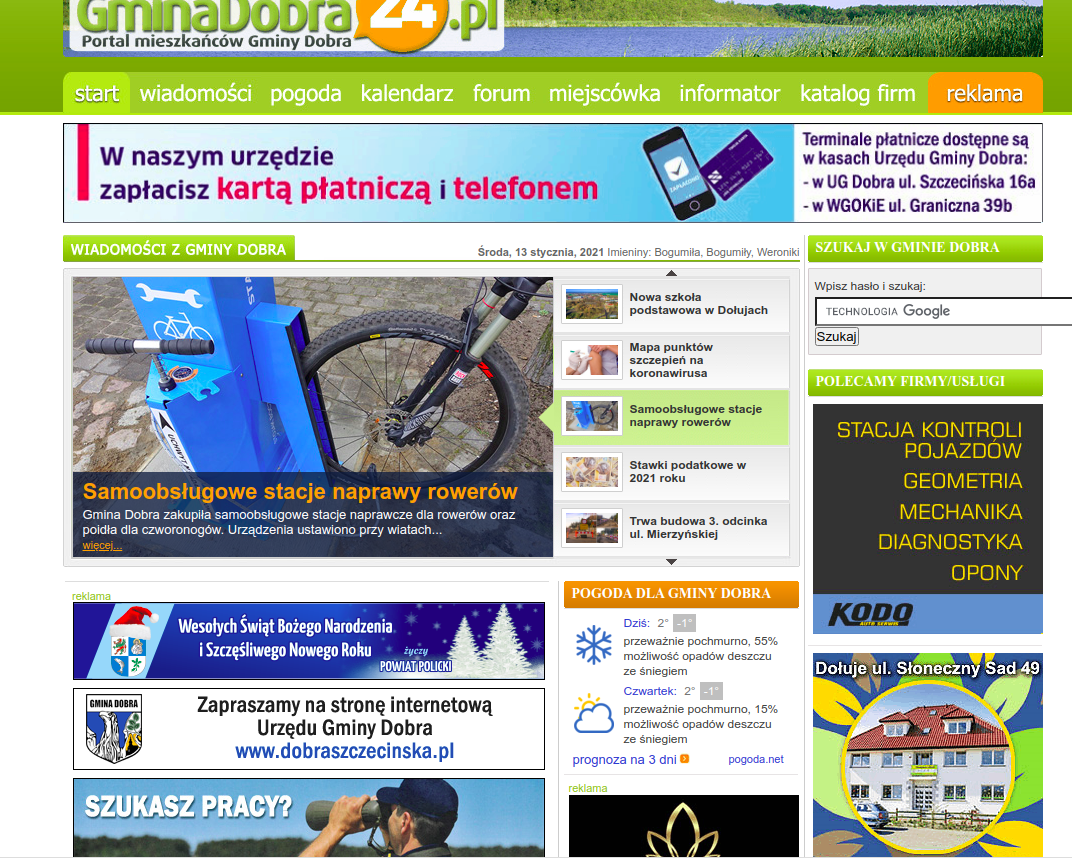 GminaDobra24.pl
Portal mieszkańców Gminy Dobra
start wiadomości pogoda kalendarz forum miejscówka informator katalog firm reklama
W naszym urzędzie
zapłacisz kartą płatniczą i telefonem
ZAPŁACONO
Terminale płatnicze dostępne są
w kasach Urzędu Gminy Dobra:
- w UG Dobra ul. Szczecińska 16a
- w WGOKiE ul. Graniczna 39b
WIADOMOŚCI Z GMINY DOBRA
Środa, 13 stycznia, 2021 Imieniny: Bogumiła, Bogumiły, Weroniki
UCHWYT
Samoobsługowe stacje naprawy rowerów
Gmina Dobra zakupiła samoobsługowe stacje naprawcze dla rowerów oraz
poidła dla czworonogów. Urządzenia ustawiono przy wiatach...
więcej...
Nowa szkoła
podstawowa w Dołujach
Mapa punktów
szczepień na
koronawirusa
Samoobsługowe stacje
naprawy rowerów
Stawki podatkowe w
2021 roku
Trwa budowa 3. odcinka
ul. Mierzyńskiej
SZUKAJ W GMINIE DOBRA
Wpisz hasło i szukaj:
TECHNOLOGIA Google
Szukaj
POLECAMY FIRMY/USŁUGI
STACJA KONTROLI
POJAZDÓW
GEOMETRIA
MECHANIKA
DIAGNOSTYKA
OPONY
KODO
AUTO SERWIS
Dołuje ul. Słoneczny Sad 49
reklama
Wesołych Świąt Bożego Narodzenia
i Szczęśliwego Nowego Roku
życzy
POWIAT POLICKI
GMINA DOBRA
Zapraszamy na stronę internetową
Urzędu Gminy Dobra
www.dobraszczecinska.pl
SZUKASZ PRACY?
POGODA DLA GMINY DOBRA
Dziś: 2° -1°
przeważnie pochmurno, 55%
możliwość opadów deszczu
ze śniegiem
Czwartek: 2° -1°
przeważnie pochmurno, 15%
możliwość opadów deszczu
ze śniegiem
prognoza na 3 dni
pogoda.net
reklama